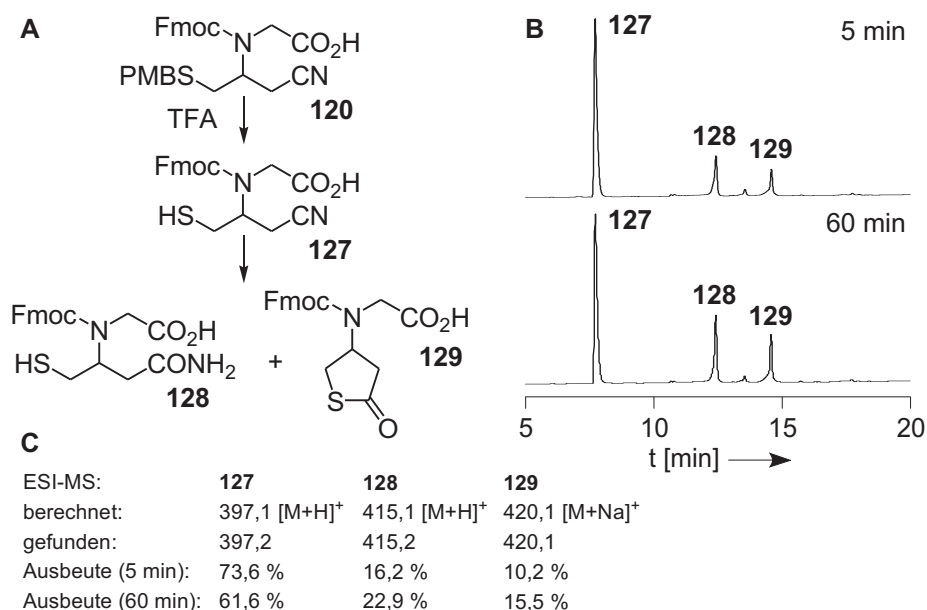 A
Fmoc
N
CO₂H
PMBS
CN
120
TFA
Fmoc
N
CO₂H
HS
CN
127
Fmoc
N
CO₂H
HS
CONH₂
128
+
Fmoc
N
CO₂H
129
S
O
B
127
5 min
128
129
127
60 min
128
129
5 10 15 20
t [min]
C
ESI-MS: 127 128 129
berechnet: 397,1 [M+H]⁺ 415,1 [M+H]⁺ 420,1 [M+Na]⁺
gefunden: 397,2 415,2 420,1
Ausbeute (5 min): 73,6 % 16,2 % 10,2 %
Ausbeute (60 min): 61,6 % 22,9 % 15,5 %